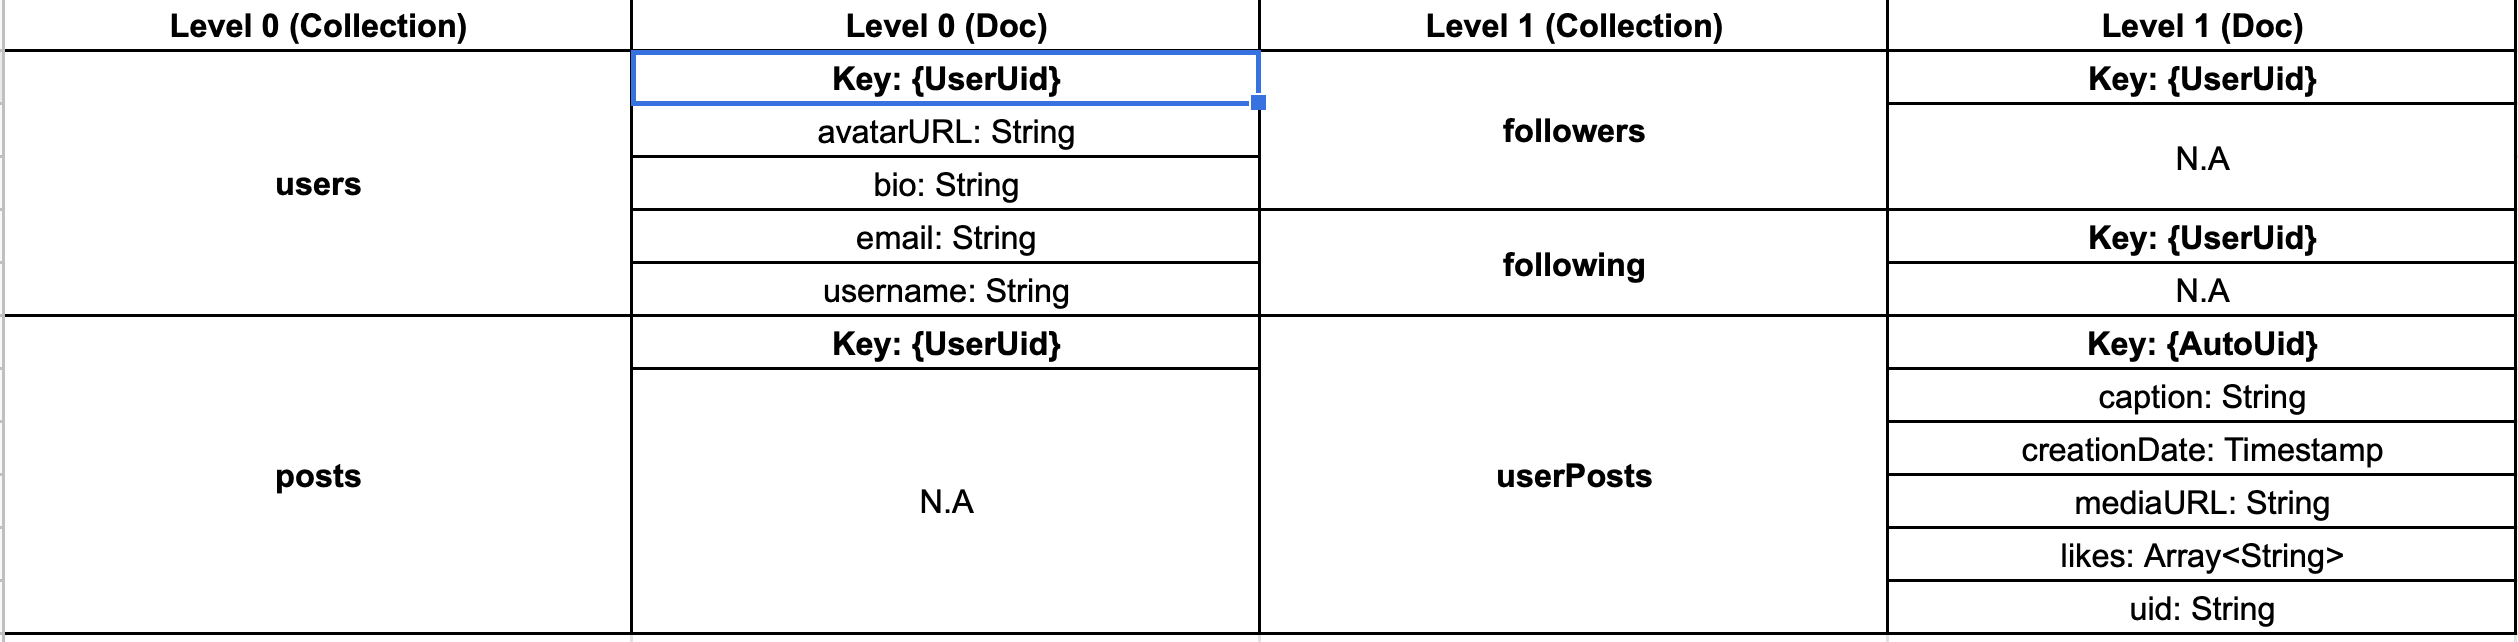 Level 0 (Collection)
Level 0 (Doc)
Level 1 (Collection)
Level 1 (Doc)
users
Key: {UserUid}
avatarURL: String
bio: String
email: String
username: String
followers
Key: {UserUid}
N.A
following
Key: {UserUid}
N.A
posts
Key: {UserUid}
N.A
userPosts
Key: {AutoUid}
caption: String
creationDate: Timestamp
mediaURL: String
likes: Array<String>
uid: String